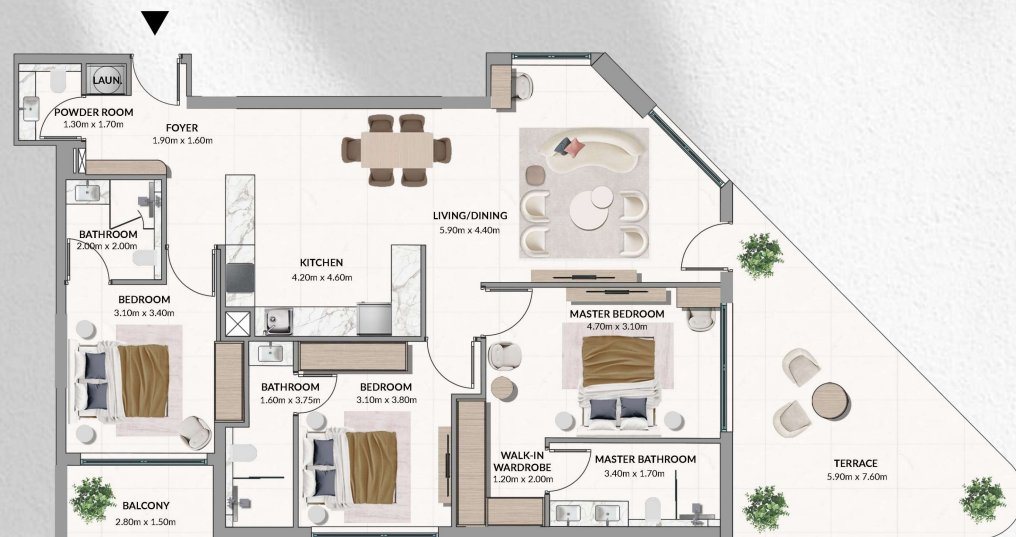 LAUN.
POWDER ROOM
1.30m x 1.70m
FOYER
1.90m x 1.60m
LIVING/DINING
5.90m x 4.40m
BATHROOM
2.00m x 2.00m
KITCHEN
4.20m x 4.60m
BEDROOM
3.10m x 3.40m
MASTER BEDROOM
4.70m x 3.10m
BATHROOM
1.60m x 3.75m
BEDROOM
3.10m x 3.80m
WALK-IN
WARDROBE
1.20m x 2.00m
MASTER BATHROOM
3.40m x 1.70m
TERRACE
5.90m x 7.60m
BALCONY
2.80m x 1.50m